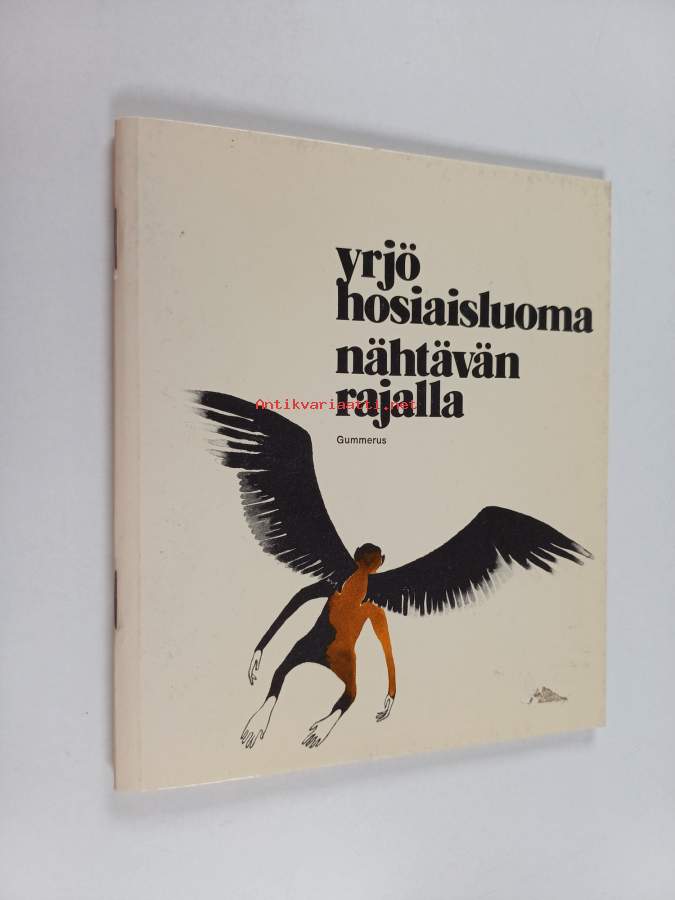 yrjö
hosiaisluoma
nähtävän
rajalla
Antikvariaatti.net
Gummerus